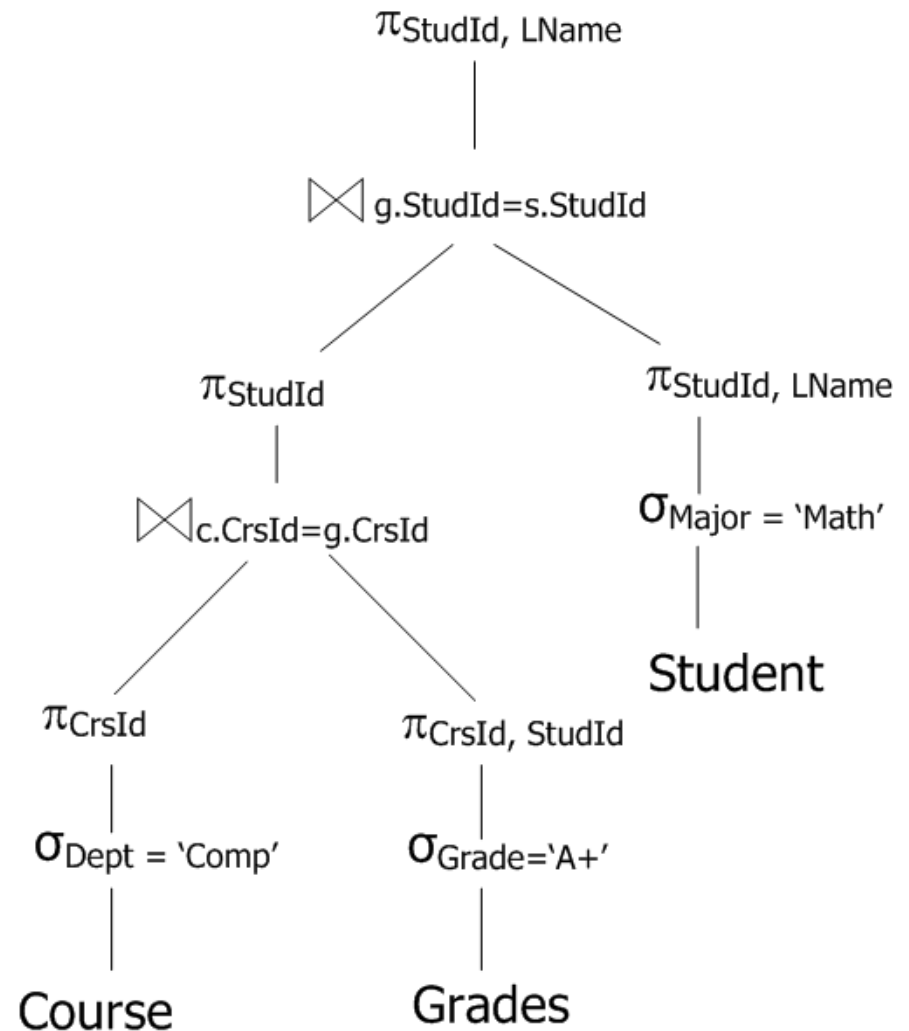 πStudId, LName
⋈ g.StudId=s.StudId
πStudId
πStudId, LName
⋈c.CrsId=g.CrsId
σMajor = ‘Math’
Student
πCrsId
πCrsId, StudId
σDept = ‘Comp’
σGrade=‘A+’
Course
Grades